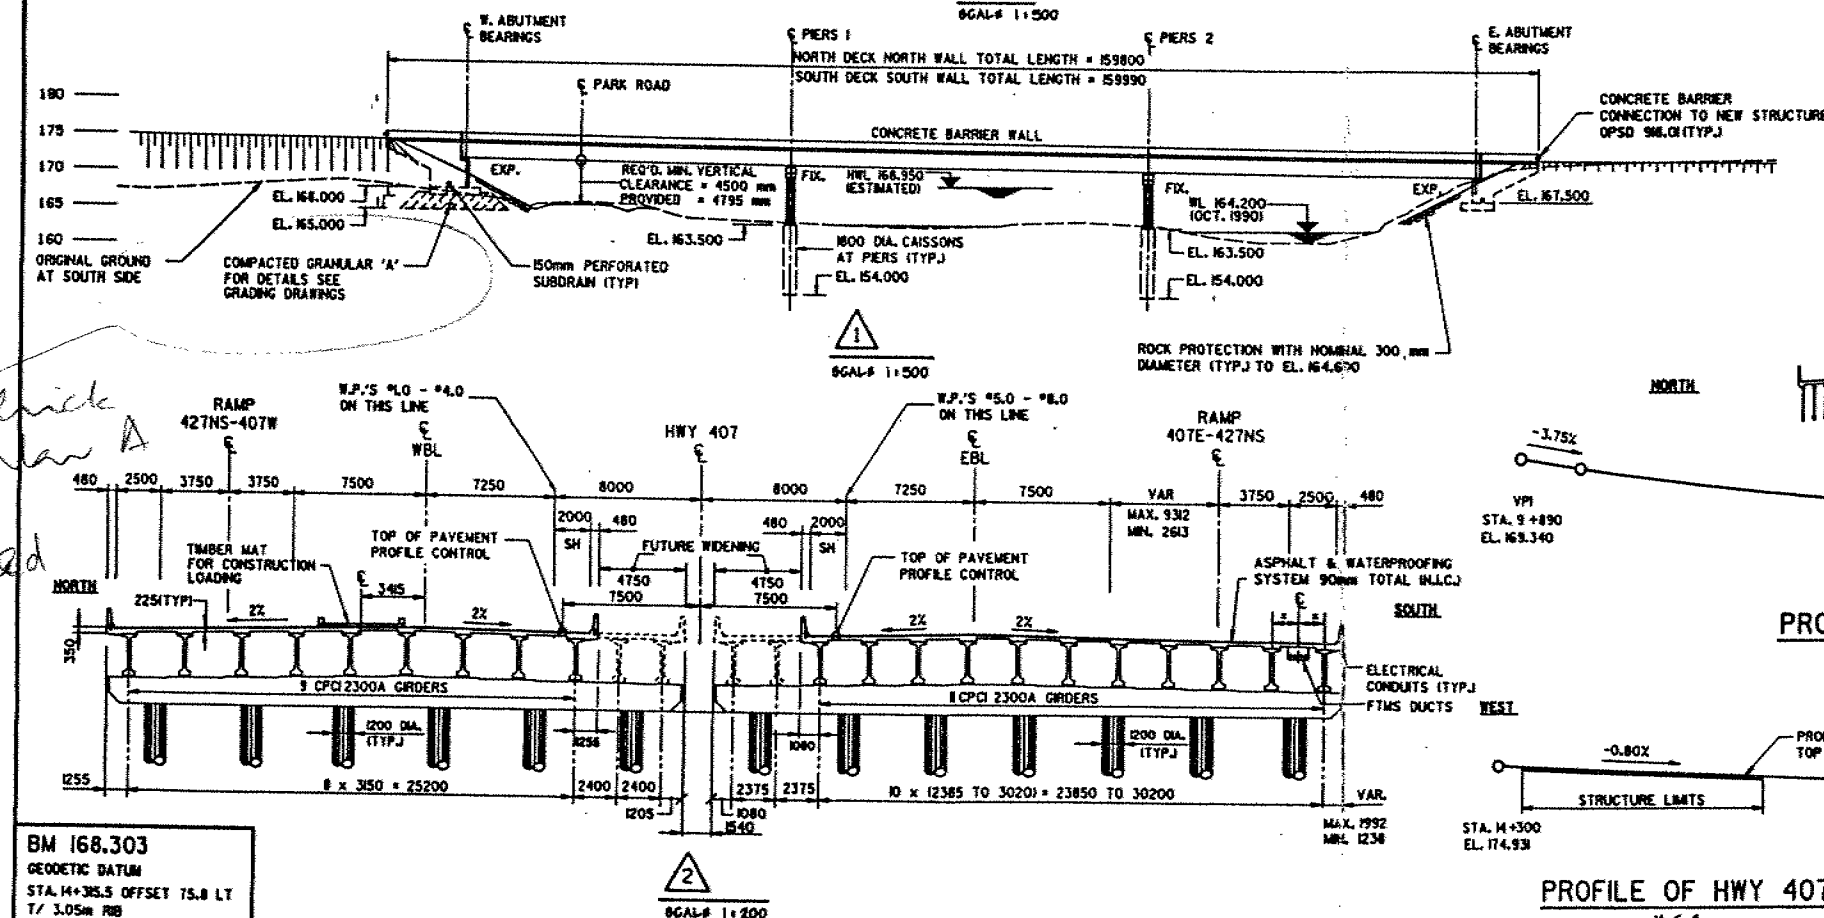 SCALE 1:500
W. ABUTMENT
BEARINGS
PIERS 1
PIERS 2
E. ABUTMENT
BEARINGS
NORTH DECK NORTH WALL TOTAL LENGTH = 159800
SOUTH DECK SOUTH WALL TOTAL LENGTH = 159990
PARK ROAD
CONCRETE BARRIER
CONNECTION TO NEW STRUCTURE
OPSD (TYP.)
180
175
170
165
160
CONCRETE BARRIER WALL
EXP.
REQ'D. MIN. VERTICAL
CLEARANCE = 4500 mm
PROVIDED = 4795 mm
FIX.
HWL 168.950
(ESTIMATED)
FIX.
WL 164.200
(OCT. 1990)
EXP.
EL. 167.500
EL. 168.000
EL. 165.000
EL. 163.500
EL. 163.500
1800 DIA. CAISSONS
AT PIERS (TYP.)
EL. 154.000
EL. 154.000
ORIGINAL GROUND
AT SOUTH SIDE
COMPACTED GRANULAR 'A'
FOR DETAILS SEE
GRADING DRAWINGS
150mm PERFORATED
SUBDRAIN (TYP)
ROCK PROTECTION WITH NOMINAL 300 mm
DIAMETER (TYP.) TO EL. 164.600
1
SCALE 1:500
A
RAMP
427NS-407W
W.P.'S #1.0 - #4.0
ON THIS LINE
WBL
HWY 407
W.P.'S #5.0 - #8.0
ON THIS LINE
EBL
RAMP
407E-427NS
480 2500 3750 3750 7500 7250 8000 8000 7250 7500 VAR 3750 2500 480
MAX. 9312
MIN. 2613
2000 480
SH
480 2000
SH
FUTURE WIDENING
4750 4750
7500 7500
TIMBER MAT
FOR CONSTRUCTION
LOADING
TOP OF PAVEMENT
PROFILE CONTROL
TOP OF PAVEMENT
PROFILE CONTROL
ASPHALT & WATERPROOFING
SYSTEM 90mm TOTAL (N.I.C.)
NORTH
225(TYP)
3415
2% 2% 2% 2%
SOUTH
350
9 CPCI 2300A GIRDERS
11 CPCI 2300A GIRDERS
ELECTRICAL
CONDUITS (TYP.)
FTMS DUCTS
1200 DIA.
(TYP.)
1255
1080
1200 DIA.
(TYP.)
1255
8 x 3150 = 25200
2400 2400
1205
1080
1540
2375 2375
10 x (2385 TO 3020) = 23850 TO 30200
VAR.
MAX. 1992
MIN. 1238
2
SCALE 1:200
BM 168.303
GEODETIC DATUM
STA. 14+315.5 OFFSET 75.8 LT
T/ 3.05m RIB
NORTH
-3.75%
VPI
STA. 9+890
EL. 169.340
PRO
WEST
-0.80%
PRO
TOP
STRUCTURE LIMITS
STA. 14+300
EL. 174.931
PROFILE OF HWY 407